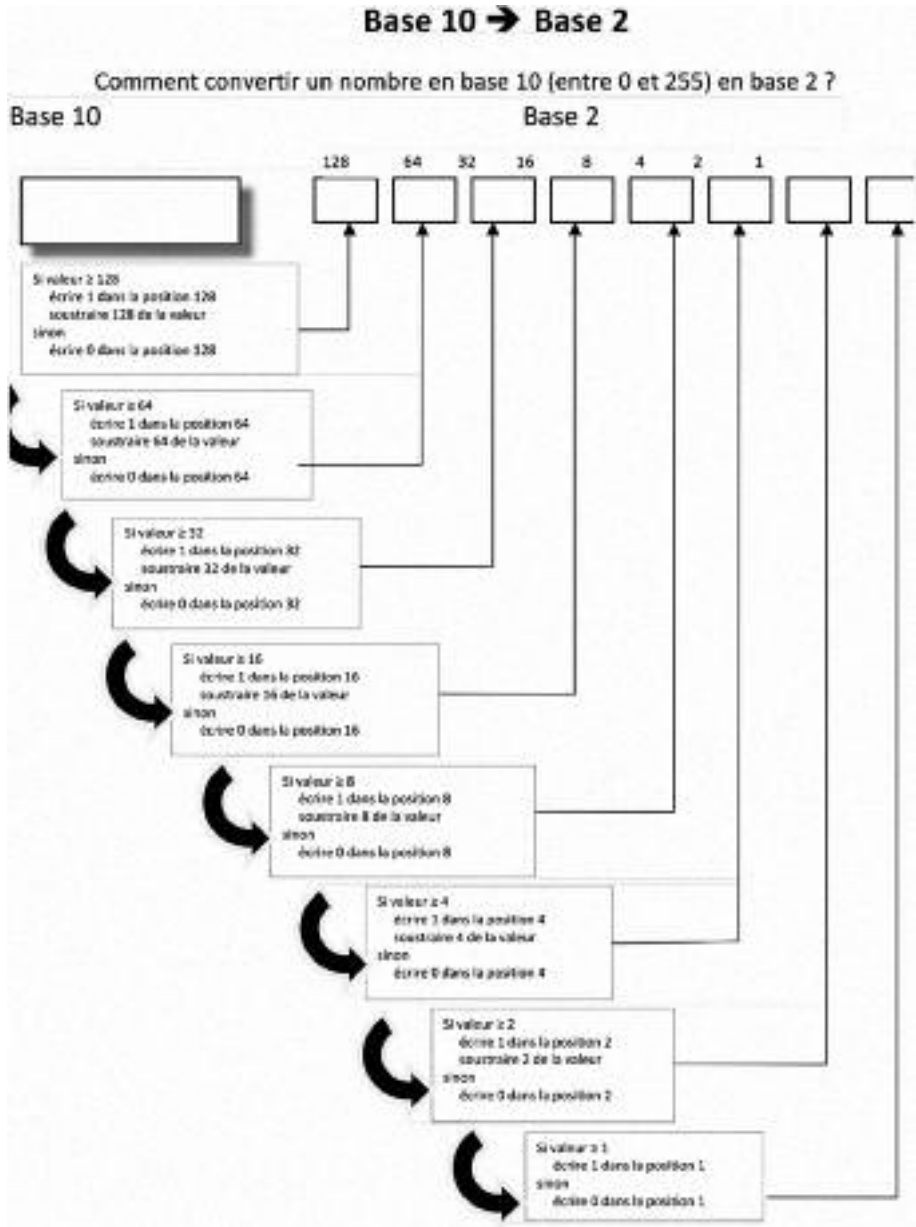 Base 10 → Base 2
Comment convertir un nombre en base 10 (entre 0 et 255) en base 2 ?
Base 10
Base 2
128 64 32 16 8 4 2 1
Si valeur ≥ 128
écrire 1 dans la position 128
soustraire 128 de la valeur
sinon
écrire 0 dans la position 128
Si valeur ≥ 64
écrire 1 dans la position 64
soustraire 64 de la valeur
sinon
écrire 0 dans la position 64
Si valeur ≥ 32
écrire 1 dans la position 32
soustraire 32 de la valeur
sinon
écrire 0 dans la position 32
Si valeur ≥ 16
écrire 1 dans la position 16
soustraire 16 de la valeur
sinon
écrire 0 dans la position 16
Si valeur ≥ 8
écrire 1 dans la position 8
soustraire 8 de la valeur
sinon
écrire 0 dans la position 8
Si valeur ≥ 4
écrire 1 dans la position 4
soustraire 4 de la valeur
sinon
écrire 0 dans la position 4
Si valeur ≥ 2
écrire 1 dans la position 2
soustraire 2 de la valeur
sinon
écrire 0 dans la position 2
Si valeur ≥ 1
écrire 1 dans la position 1
sinon
écrire 0 dans la position 1